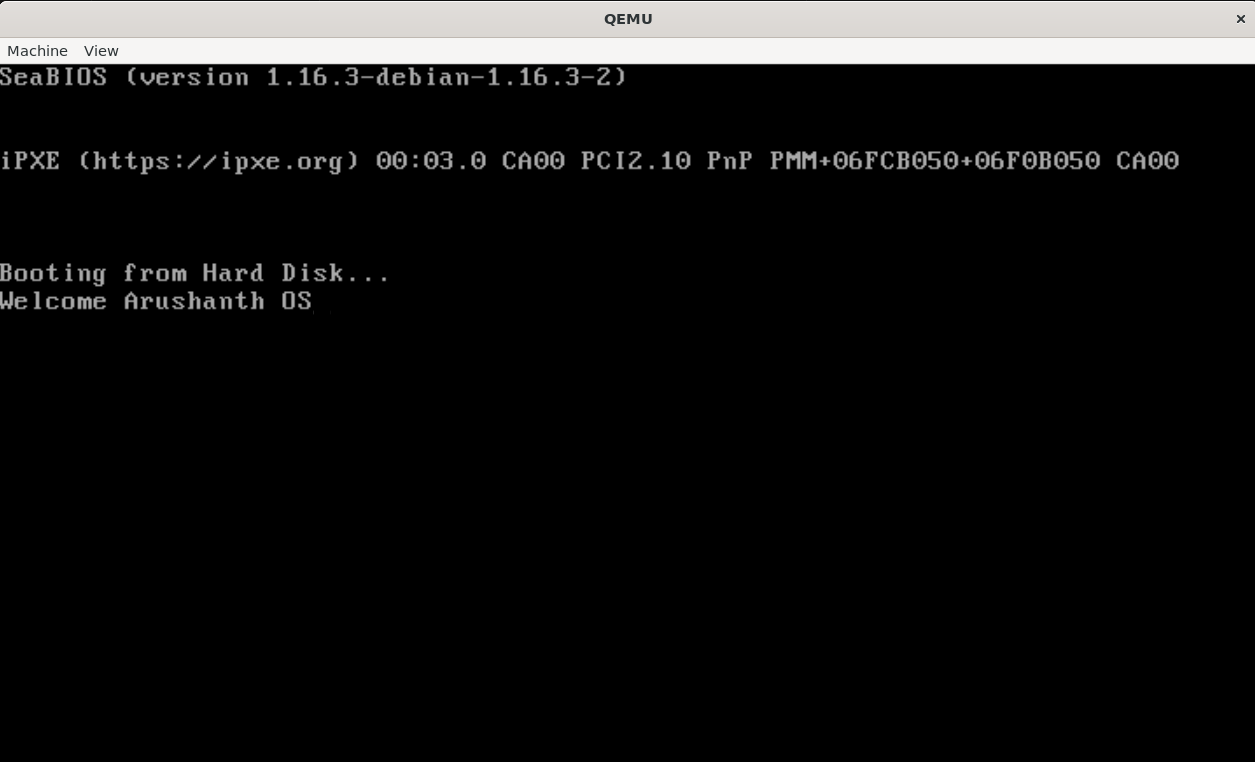 QEMU
Machine View
SeaBIOS (version 1.16.3-debian-1.16.3-2)
iPXE (https://ipxe.org) 00:03.0 CA00 PCI2.10 PnP PMM+06FCB050+06F0B050 CA00
Booting from Hard Disk...
Welcome Arushanth OS